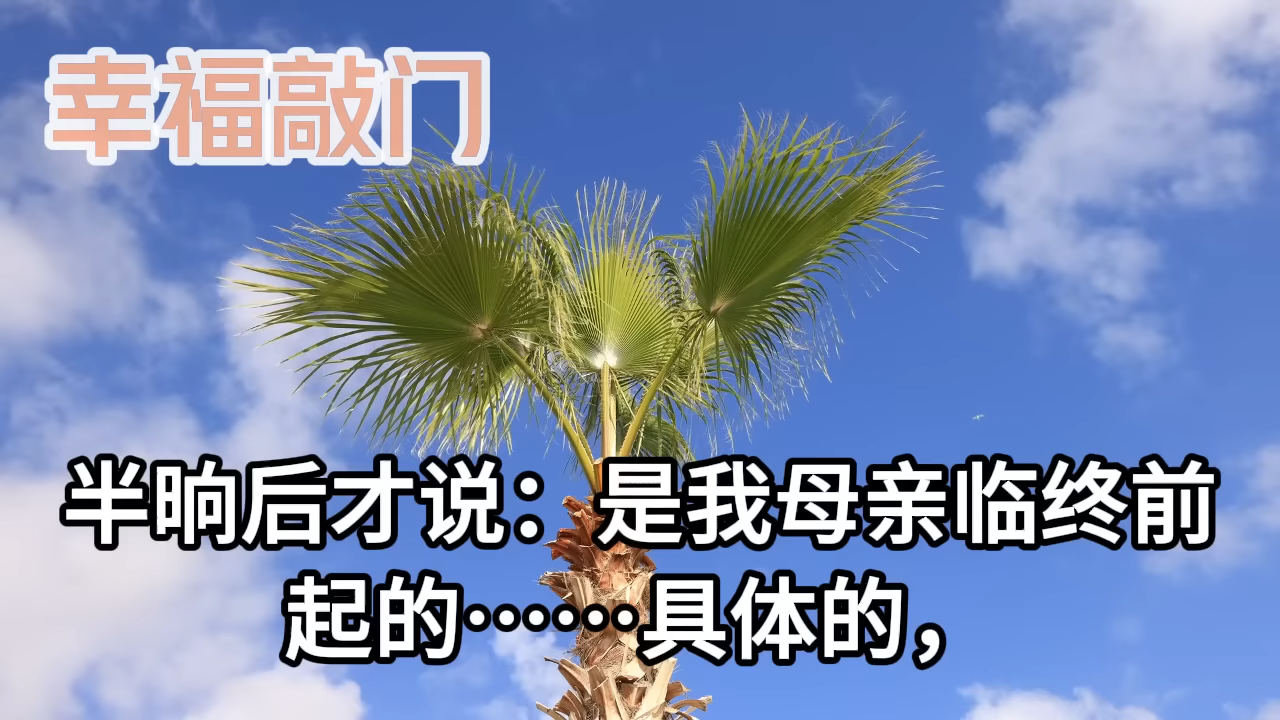 幸福敲门
半晌后才说：是我母亲临终前
起的……具体的，